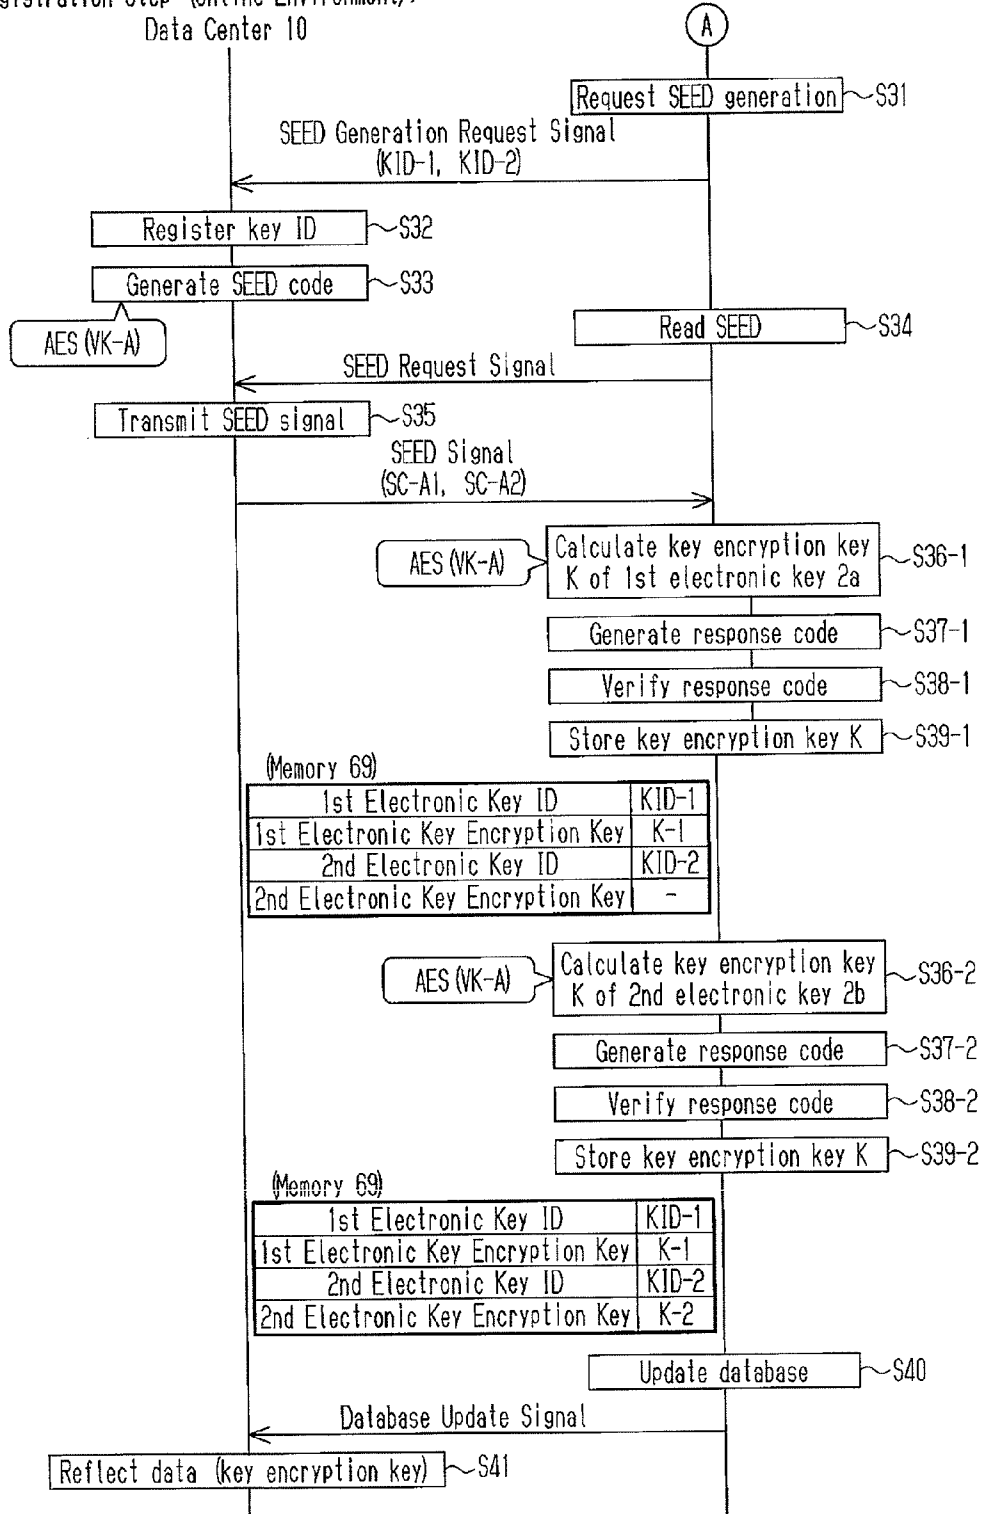 Data Center 10
A
Request SEED generation
S31
SEED Generation Request Signal
(KID-1, KID-2)
Register key ID
S32
Generate SEED code
S33
AES (VK-A)
Read SEED
S34
SEED Request Signal
Transmit SEED signal
S35
SEED Signal
(SC-A1, SC-A2)
AES (VK-A)
Calculate key encryption key
K of 1st electronic key 2a
S36-1
Generate response code
S37-1
Verify response code
S38-1
Store key encryption key K
S39-1
(Memory 69)
1st Electronic Key ID KID-1
1st Electronic Key Encryption Key K-1
2nd Electronic Key ID KID-2
2nd Electronic Key Encryption Key -
AES (VK-A)
Calculate key encryption key
K of 2nd electronic key 2b
S36-2
Generate response code
S37-2
Verify response code
S38-2
Store key encryption key K
S39-2
(Memory 69)
1st Electronic Key ID KID-1
1st Electronic Key Encryption Key K-1
2nd Electronic Key ID KID-2
2nd Electronic Key Encryption Key K-2
Update database
S40
Database Update Signal
Reflect data (key encryption key)
S41